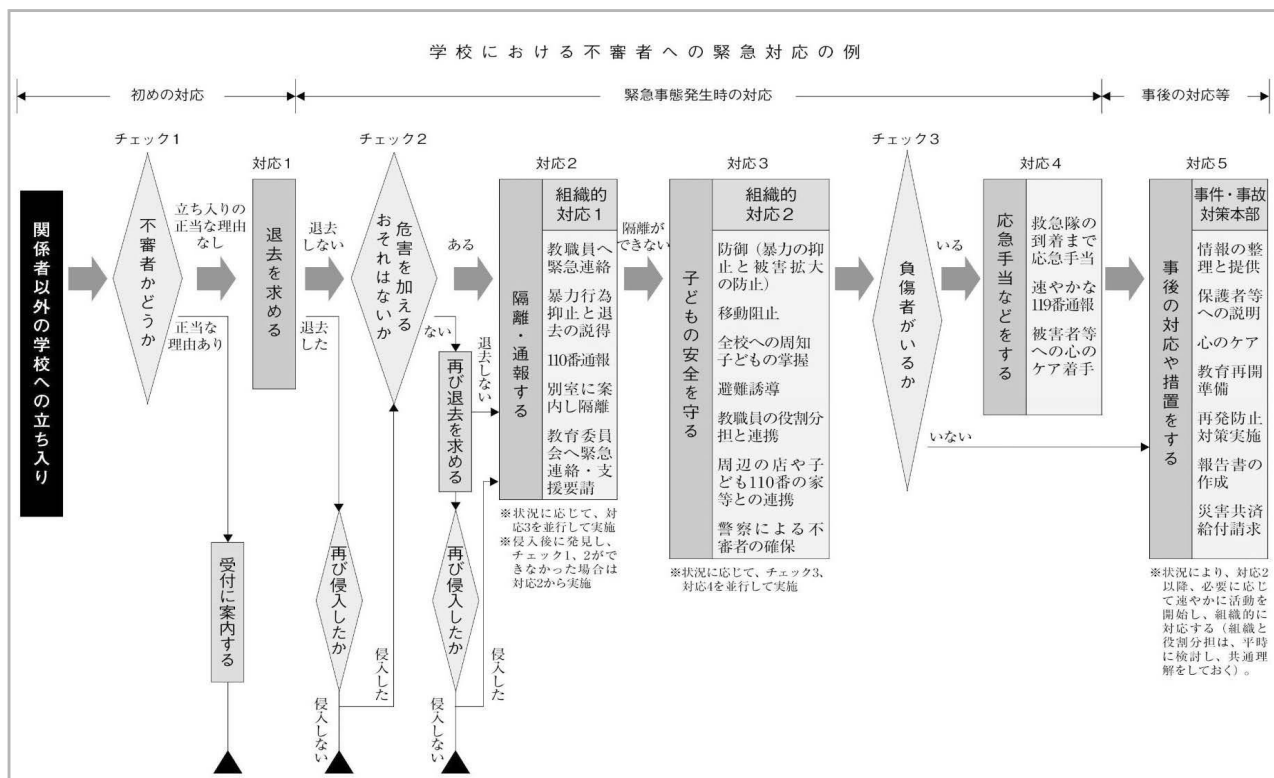 学校における不審者への緊急対応の例
初めの対応
緊急事態発生時の対応
事後の対応等
関係者以外の学校への立ち入り
チェック1
不審者かどうか
立ち入りの
正当な理由
なし
正当な
理由あり
受付に案内する
対応1
退去を求める
退去
しない
退去
した
再び侵入したか
侵入した
侵入しない
チェック2
危害を加える
おそれはないか
ある
ない
再び退去を求める
退去しない
再び侵入したか
侵入した
侵入しない
対応2
隔離・通報する
組織的
対応1
教職員へ
緊急連絡
暴力行為
抑止と退
去の説得
110番通報
別室に案
内し隔離
教育委員
会へ緊急
連絡・支
援要請
※状況に応じて、対
応3を並行して実施
※侵入後に発見し、
チェック1、2がで
きなかった場合は
対応2から実施
隔離が
できない
対応3
子どもの安全を守る
組織的
対応2
防御（暴力の抑
止と被害拡大
の防止）
移動阻止
全校への周知
子どもの掌握
避難誘導
教職員の役割分
担と連携
周辺の店や子
ども110番の家
等との連携
警察による不
審者の確保
※状況に応じて、チェック3、
対応4を並行して実施
チェック3
負傷者がいるか
いる
いない
対応4
応急手当などをする
救急隊の
到着まで
応急手当
速やかな
119番通報
被害者等
への心の
ケア着手
対応5
事後の対応や措置をする
事件・事故
対策本部
情報の整
理と提供
保護者等
への説明
心のケア
教育再開
準備
再発防止
対策実施
報告書の
作成
災害共済
給付請求
※状況により、対応2
以降、必要に応じ
て速やかに活動を
開始し、組織的に
対応する（組織と
役割分担は、平時
に検討し、共通理
解をしておく）。